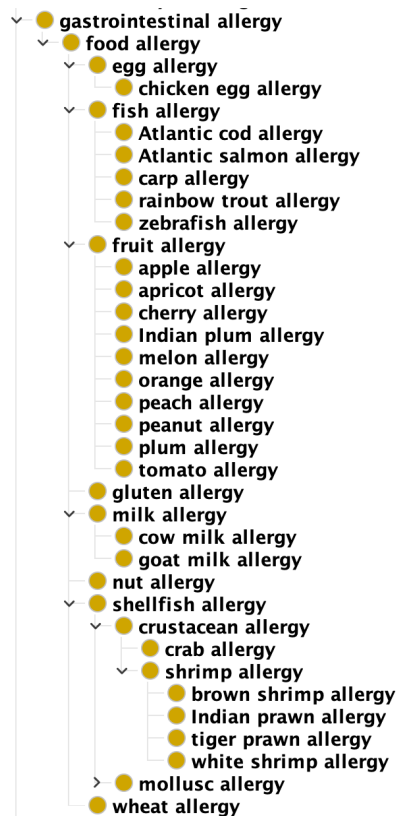 gastrointestinal allergy
food allergy
egg allergy
chicken egg allergy
fish allergy
Atlantic cod allergy
Atlantic salmon allergy
carp allergy
rainbow trout allergy
zebrafish allergy
fruit allergy
apple allergy
apricot allergy
cherry allergy
Indian plum allergy
melon allergy
orange allergy
peach allergy
peanut allergy
plum allergy
tomato allergy
gluten allergy
milk allergy
cow milk allergy
goat milk allergy
nut allergy
shellfish allergy
crustacean allergy
crab allergy
shrimp allergy
brown shrimp allergy
Indian prawn allergy
tiger prawn allergy
white shrimp allergy
mollusc allergy
wheat allergy